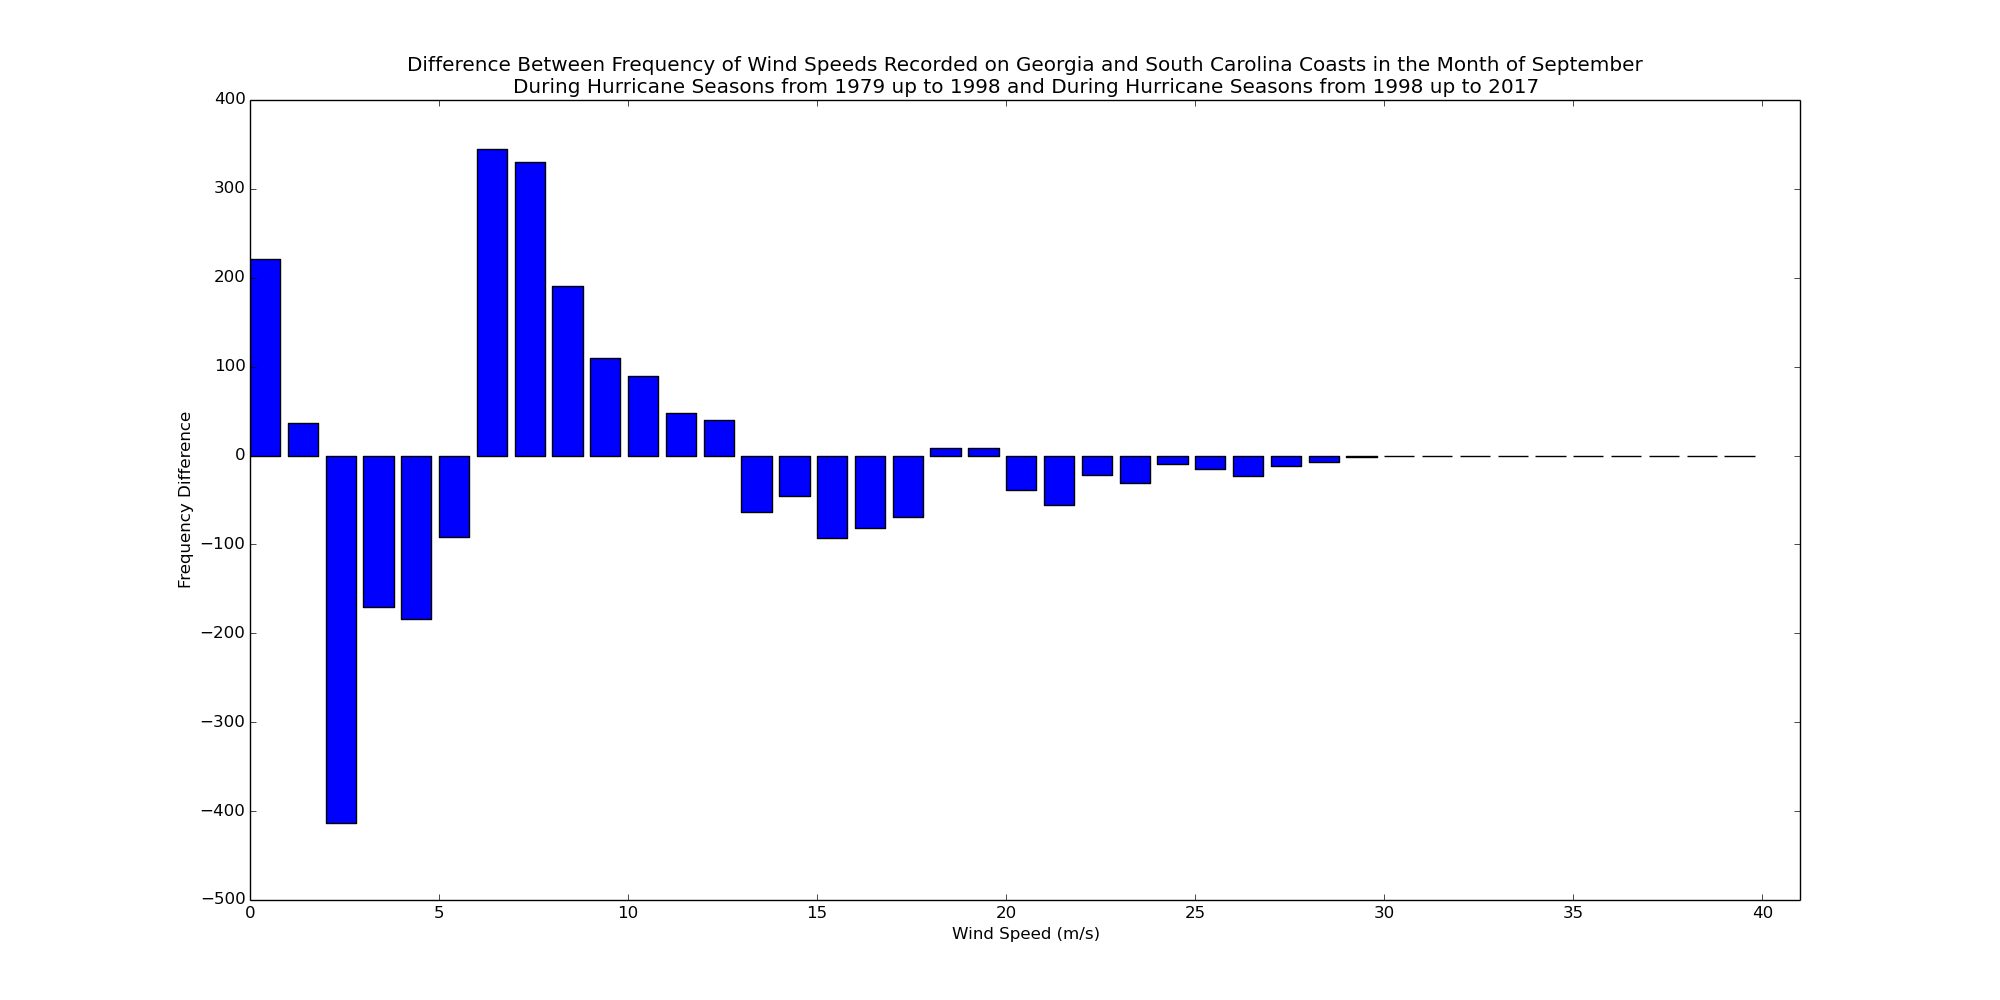 Difference Between Frequency of Wind Speeds Recorded on Georgia and South Carolina Coasts in the Month of September
During Hurricane Seasons from 1979 up to 1998 and During Hurricane Seasons from 1998 up to 2017
400
300
200
100
0
−100
−200
−300
−400
−500
Frequency Difference
0 5 10 15 20 25 30 35 40
Wind Speed (m/s)